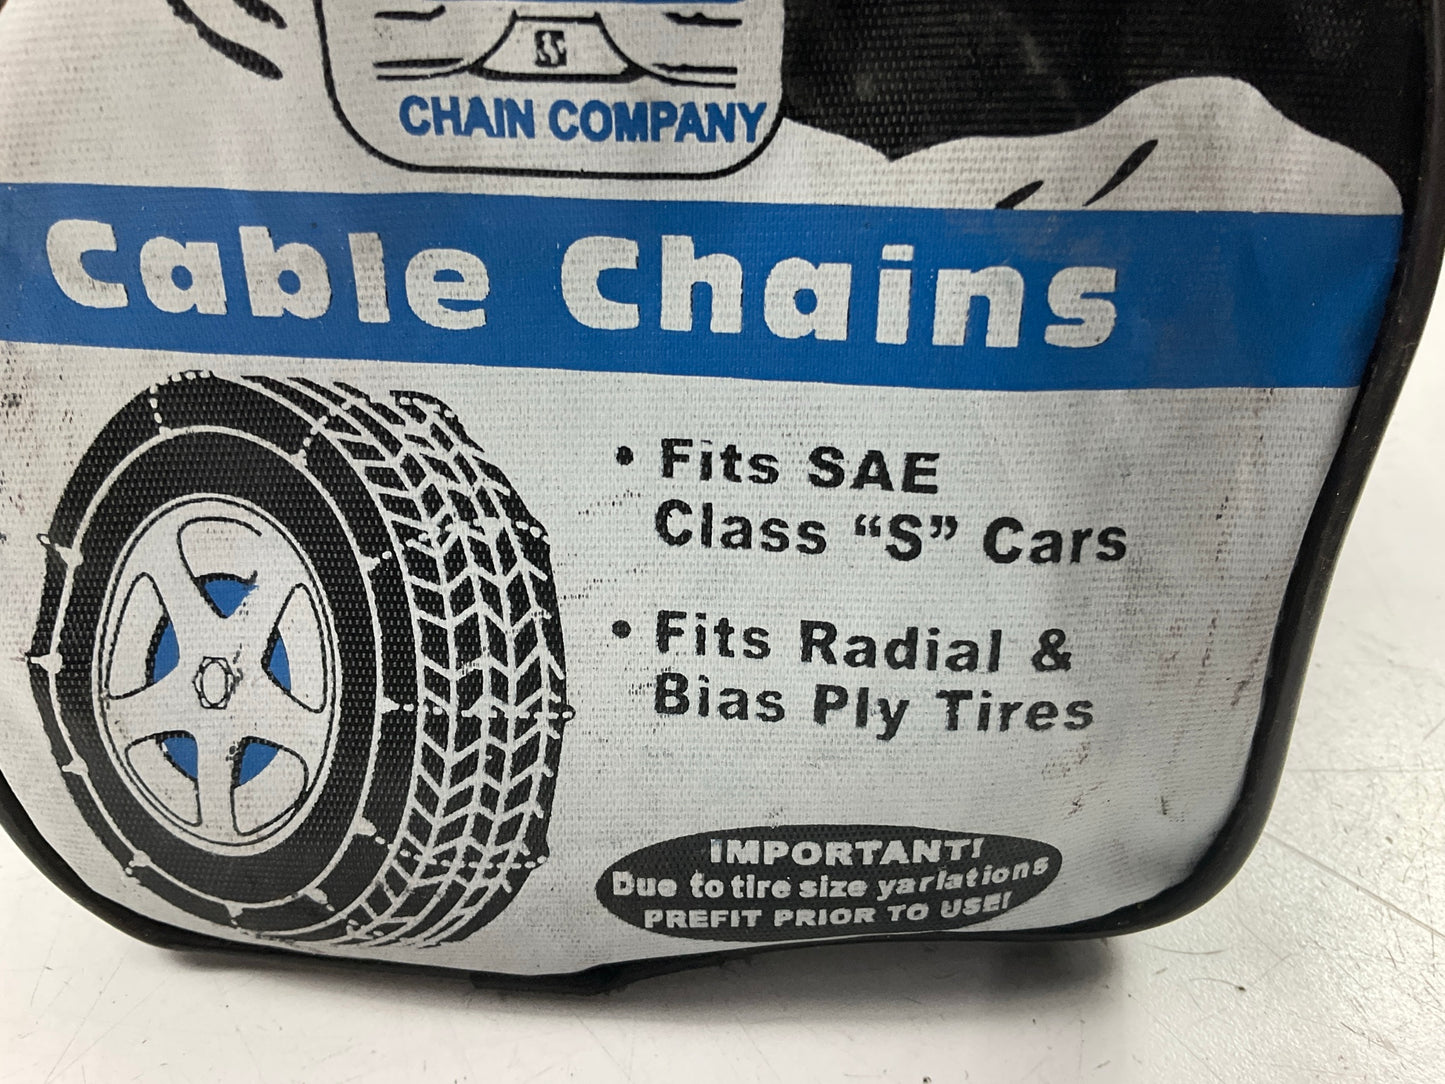 CHAIN COMPANY
Cable Chains
• Fits SAE
Class “S” Cars
• Fits Radial &
Bias Ply Tires
IMPORTANT!
Due to tire size variations
PREFIT PRIOR TO USE!